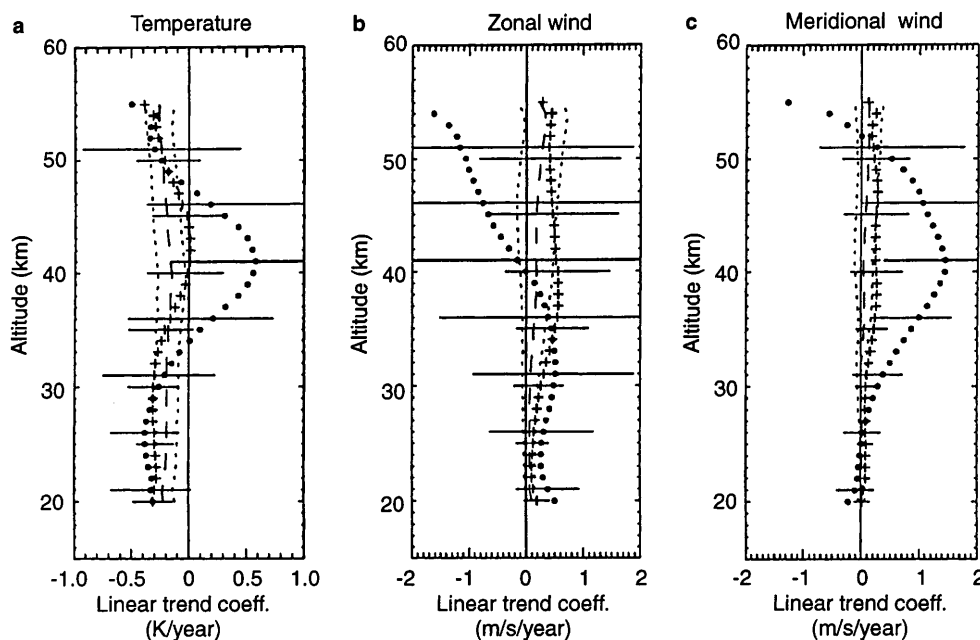 a Temperature b Zonal wind c Meridional wind
60 60 60
50 50 50
40 40 40
30 30 30
20 20 20
Altitude (km) Altitude (km) Altitude (km)
-1.0 -0.5 0 0.5 1.0 -2 -1 0 1 2 -2 -1 0 1 2
Linear trend coeff. Linear trend coeff. Linear trend coeff.
(K/year) (m/s/year) (m/s/year)